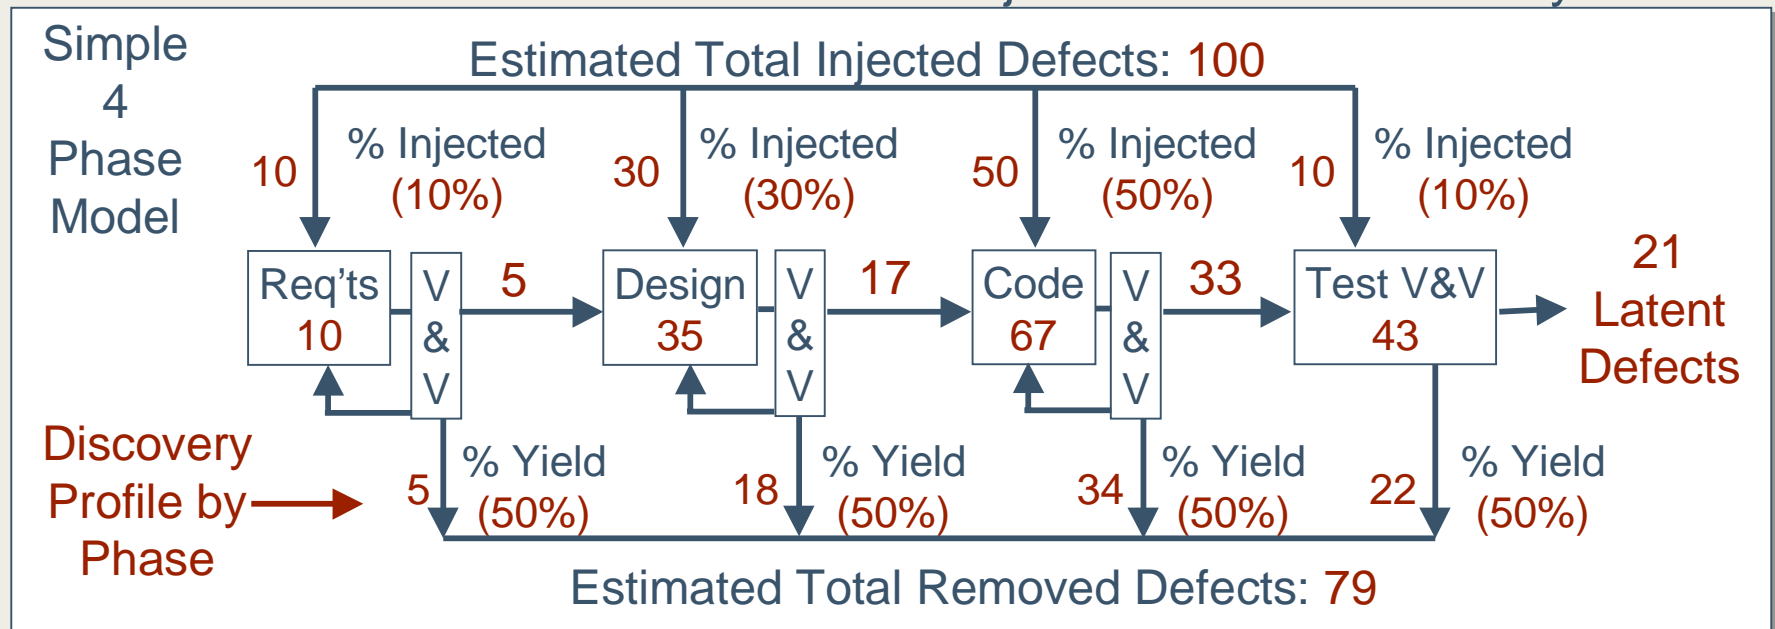 Simple
4
Phase
Model
Estimated Total Injected Defects: 100
10
% Injected
(10%)
30
% Injected
(30%)
50
% Injected
(50%)
10
% Injected
(10%)
Req'ts
10
V
&
V
5
Design
35
V
&
V
17
Code
67
V
&
V
33
Test V&V
43
21
Latent
Defects
Discovery
Profile by
Phase
5
% Yield
(50%)
18
% Yield
(50%)
34
% Yield
(50%)
22
% Yield
(50%)
Estimated Total Removed Defects: 79